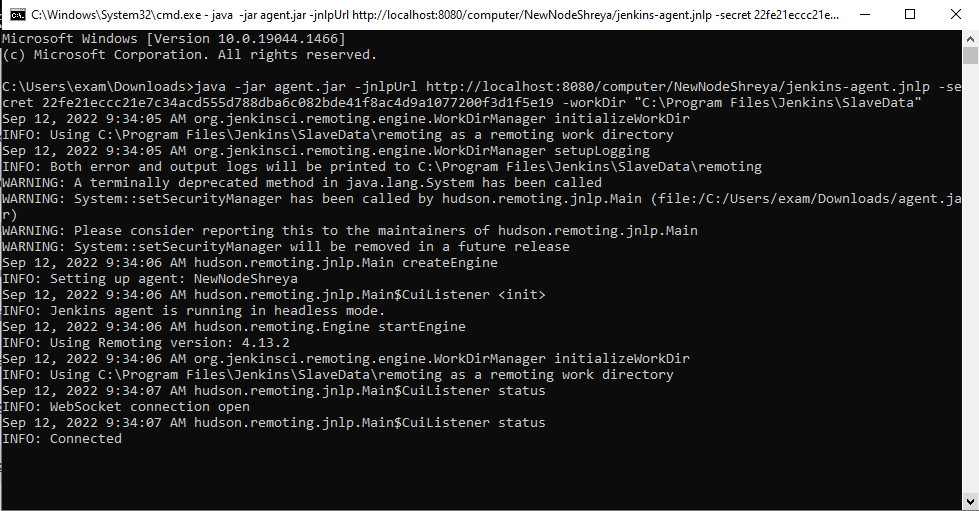 C:\Windows\System32\cmd.exe - java -jar agent.jar -jnlpUrl http://localhost:8080/computer/NewNodeShreya/jenkins-agent.jnlp -secret 22fe21eccc21e...
Microsoft Windows [Version 10.0.19044.1466]
(c) Microsoft Corporation. All rights reserved.
C:\Users\exam\Downloads>java -jar agent.jar -jnlpUrl http://localhost:8080/computer/NewNodeShreya/jenkins-agent.jnlp -se
cret 22fe21eccc21e7c34acd555d788dba6c082bde41f8ac4d9a1077200f3d1f5e19 -workDir "C:\Program Files\Jenkins\SlaveData"
Sep 12, 2022 9:34:05 AM org.jenkinsci.remoting.engine.WorkDirManager initializeWorkDir
INFO: Using C:\Program Files\Jenkins\SlaveData\remoting as a remoting work directory
Sep 12, 2022 9:34:05 AM org.jenkinsci.remoting.engine.WorkDirManager setupLogging
INFO: Both error and output logs will be printed to C:\Program Files\Jenkins\SlaveData\remoting
WARNING: A terminally deprecated method in java.lang.System has been called
WARNING: System::setSecurityManager has been called by hudson.remoting.jnlp.Main (file:/C:/Users/exam/Downloads/agent.ja
r)
WARNING: Please consider reporting this to the maintainers of hudson.remoting.jnlp.Main
WARNING: System::setSecurityManager will be removed in a future release
Sep 12, 2022 9:34:06 AM hudson.remoting.jnlp.Main createEngine
INFO: Setting up agent: NewNodeShreya
Sep 12, 2022 9:34:06 AM hudson.remoting.jnlp.Main$CuiListener <init>
INFO: Jenkins agent is running in headless mode.
Sep 12, 2022 9:34:06 AM hudson.remoting.Engine startEngine
INFO: Using Remoting version: 4.13.2
Sep 12, 2022 9:34:06 AM org.jenkinsci.remoting.engine.WorkDirManager initializeWorkDir
INFO: Using C:\Program Files\Jenkins\SlaveData\remoting as a remoting work directory
Sep 12, 2022 9:34:07 AM hudson.remoting.jnlp.Main$CuiListener status
INFO: WebSocket connection open
Sep 12, 2022 9:34:07 AM hudson.remoting.jnlp.Main$CuiListener status
INFO: Connected